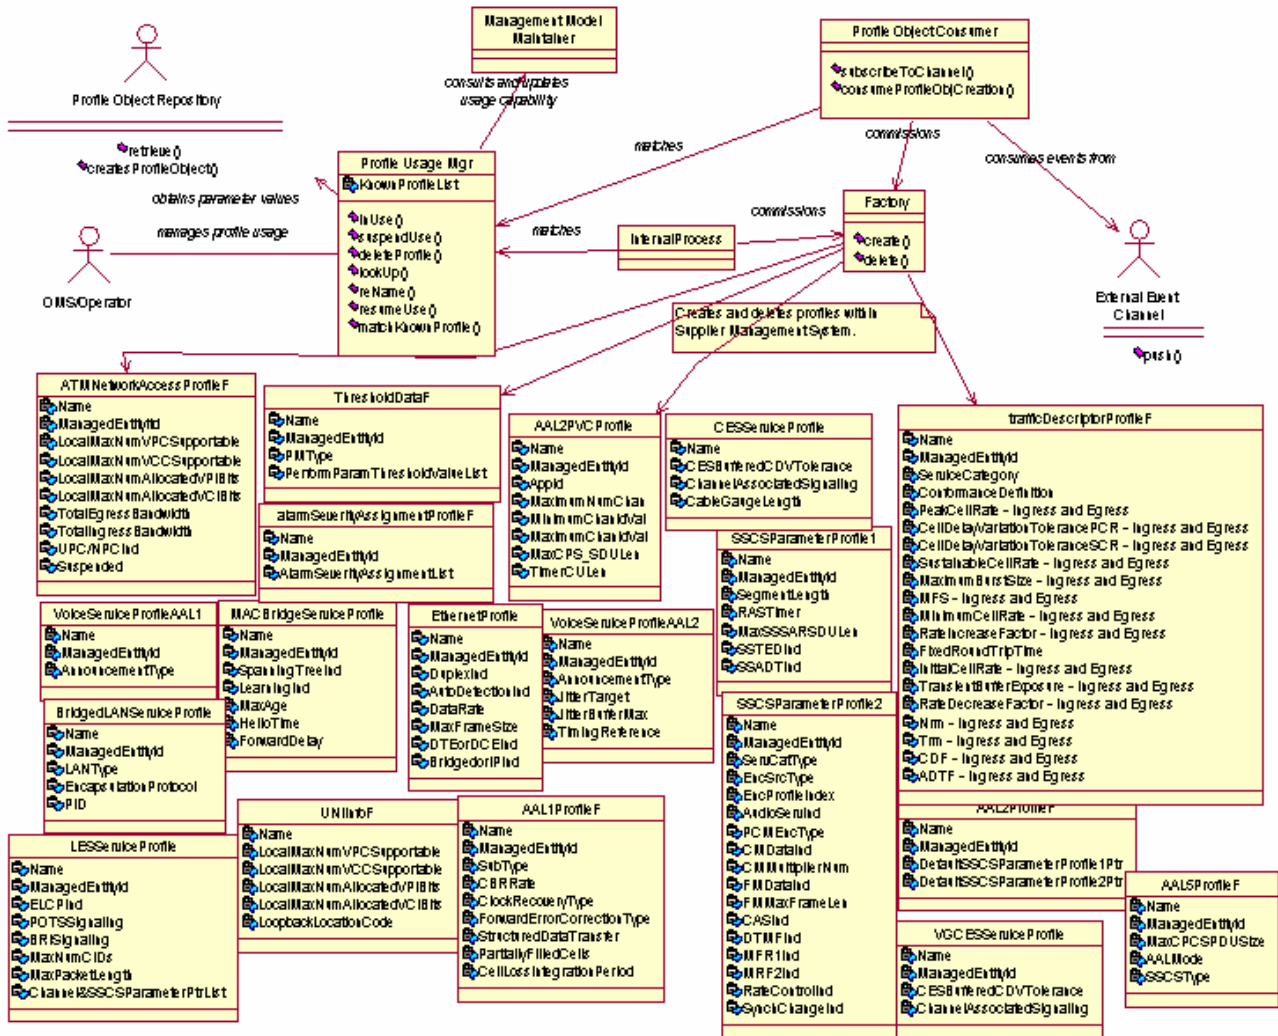 Management Model
Maintainer
Profile Object Consumer
subscribeToChannel()
consumeProfileObjCreation()
consults and updates
usage capability
Profile Object Repository
retrieve()
createsProfileObject()
obtains parameter values
manages profile usage
OMS/Operator
Profile Usage Mgr
KnownProfileList
inUse()
suspendUse()
deleteProfile()
lookUp()
reName()
resumeUse()
matchKnownProfile()
matches
commissions
consumes events from
matches
commissions
InternalProcess
Factory
create()
delete()
External Event
Channel
push()
Creates and deletes profiles within
Supplier Management System.
ATMNetworkAccessProfileF
Name
ManagedEntityId
LocalMaxNumVPCSupportable
LocalMaxNumVCCSupportable
LocalMaxNumAllocatedVPIBits
LocalMaxNumAllocatedVCIBits
TotalEgressBandwidth
TotalIngressBandwidth
UPC/NPCInd
Suspended
ThresholdDataF
Name
ManagedEntityId
PMType
PerformParamThresholdValueList
alarmSeverityAssignmentProfileF
Name
ManagedEntityId
AlarmSeverityAssignmentList
AAL2PVCProfile
Name
ManagedEntityId
AppId
MaximumNumChan
MinimumChanIdVal
MaximumChanIdVal
MaxCPS_SDULen
TimerCULen
CESServiceProfile
Name
CESBufferedCDVTolerance
ChannelAssociatedSignaling
CableGaugeLength
SSCSParameterProfile1
Name
ManagedEntityId
SegmentLength
RASTimer
MaxSSSARSDULen
SSTEDInd
SSADTInd
trafficDescriptorProfileF
Name
ManagedEntityId
ServiceCategory
ConformanceDefinition
PeakCellRate - Ingress and Egress
CellDelayVariationTolerancePCR - Ingress and Egress
CellDelayVariationToleranceSCR - Ingress and Egress
SustainableCellRate - Ingress and Egress
MaximumBurstSize - Ingress and Egress
MFS - Ingress and Egress
MinimumCellRate - Ingress and Egress
RateIncreaseFactor - Ingress and Egress
FixedRoundTripTime
InitialCellRate - Ingress and Egress
TransientBufferExposure - Ingress and Egress
RateDecreaseFactor - Ingress and Egress
Nrm - Ingress and Egress
Trm - Ingress and Egress
CDF - Ingress and Egress
ADTF - Ingress and Egress
VoiceServiceProfileAAL1
Name
ManagedEntityId
AnnouncementType
MACBridgeServiceProfile
Name
ManagedEntityId
SpanningTreeInd
LearningInd
MaxAge
HelloTime
ForwardDelay
EthernetProfile
Name
ManagedEntityId
DuplexInd
AutoDetectionInd
DataRate
MaxFrameSize
DTEorDCEInd
BridgedorIPInd
VoiceServiceProfileAAL2
Name
ManagedEntityId
AnnouncementType
JitterTarget
JitterBufferMax
TimingReference
BridgedLANServiceProfile
Name
ManagedEntityId
LANType
EncapsulationProtocol
PID
SSCSParameterProfile2
Name
ManagedEntityId
ServCatType
EncSrcType
EncProfileIndex
AudioServInd
PCMEncType
CMDataInd
CMMultiplierNum
FMDataInd
FMMaxFrameLen
CASInd
DTMFInd
MFR1Ind
MRF2Ind
RateControlInd
SynchChangeInd
LESServiceProfile
Name
ManagedEntityId
ELCPInd
POTSSignaling
BRISignaling
MaxNumCIDs
MaxPacketLength
Channel&SSCSParameterPtrList
UNIInfoF
Name
LocalMaxNumVPCSupportable
LocalMaxNumVCCSupportable
LocalMaxNumAllocatedVPIBits
LocalMaxNumAllocatedVCIBits
LoopbackLocationCode
AAL1ProfileF
Name
ManagedEntityId
SubType
CBRRate
ClockRecoveryType
ForwardErrorCorrectionType
StructuredDataTransfer
PartiallyFilledCells
CellLossIntegrationPeriod
AAL2ProfileF
Name
ManagedEntityId
DefaultSSCSParameterProfile1Ptr
DefaultSSCSParameterProfile2Ptr
AAL5ProfileF
Name
ManagedEntityId
MaxCPCSPDUSize
AALMode
SSCSType
VGCESServiceProfile
Name
ManagedEntityId
CESBufferedCDVTolerance
ChannelAssociatedSignaling